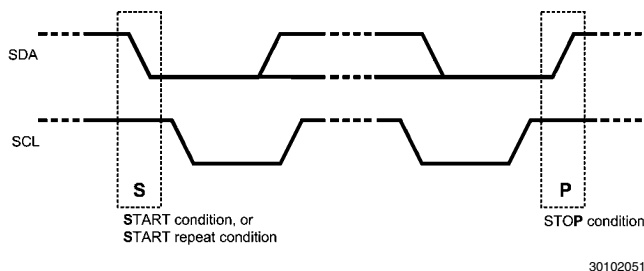 SDA
SCL
S
P
START condition, or
START repeat condition
STOP condition
30102051